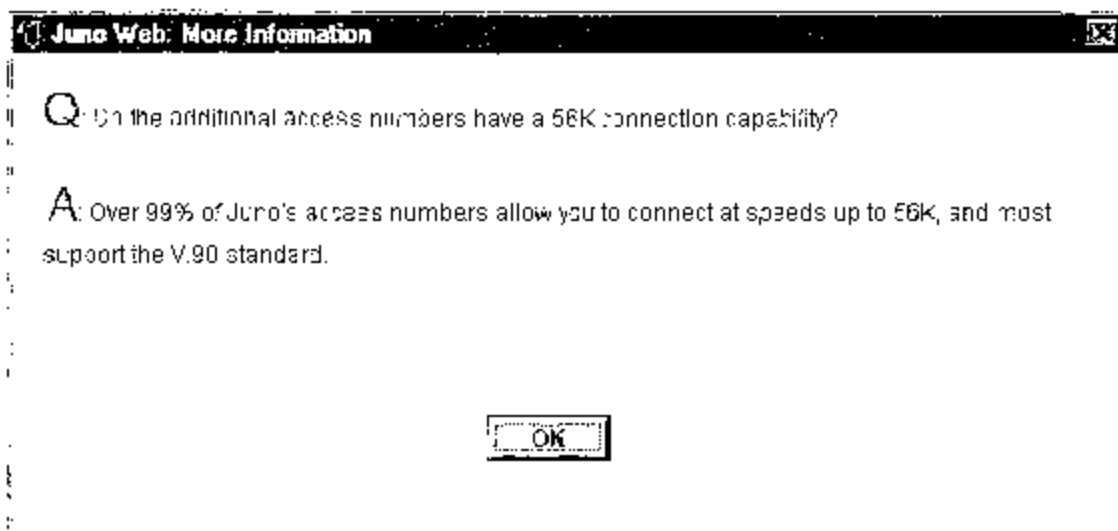 Juno Web: More Information
Q: Do the additional access numbers have a 56K connection capability?
A: Over 99% of Juno's access numbers allow you to connect at speeds up to 56K, and most
support the V.90 standard.
OK